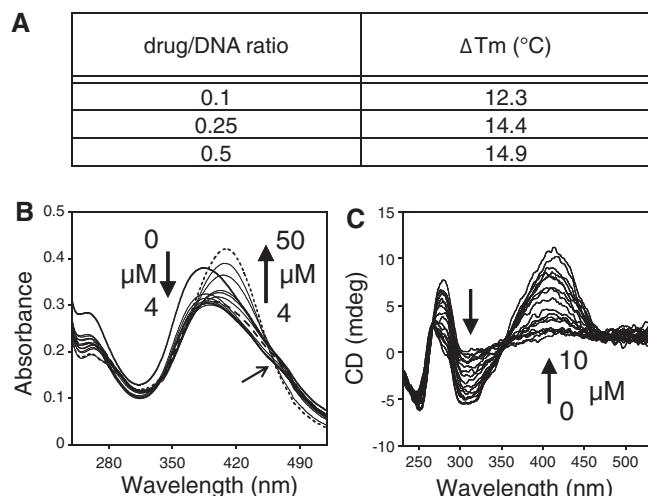 A
drug/DNA ratio ΔTm (°C)
0.1 12.3
0.25 14.4
0.5 14.9
B
0.5
0.4
0.3
0.2
0.1
0
Absorbance
0 50
μM μM
4 4
280 350 420 490
Wavelength (nm)
C
15
10
5
0
-5
-10
CD (mdeg)
10
μM
0
250 300 350 400 450 500
Wavelength (nm)